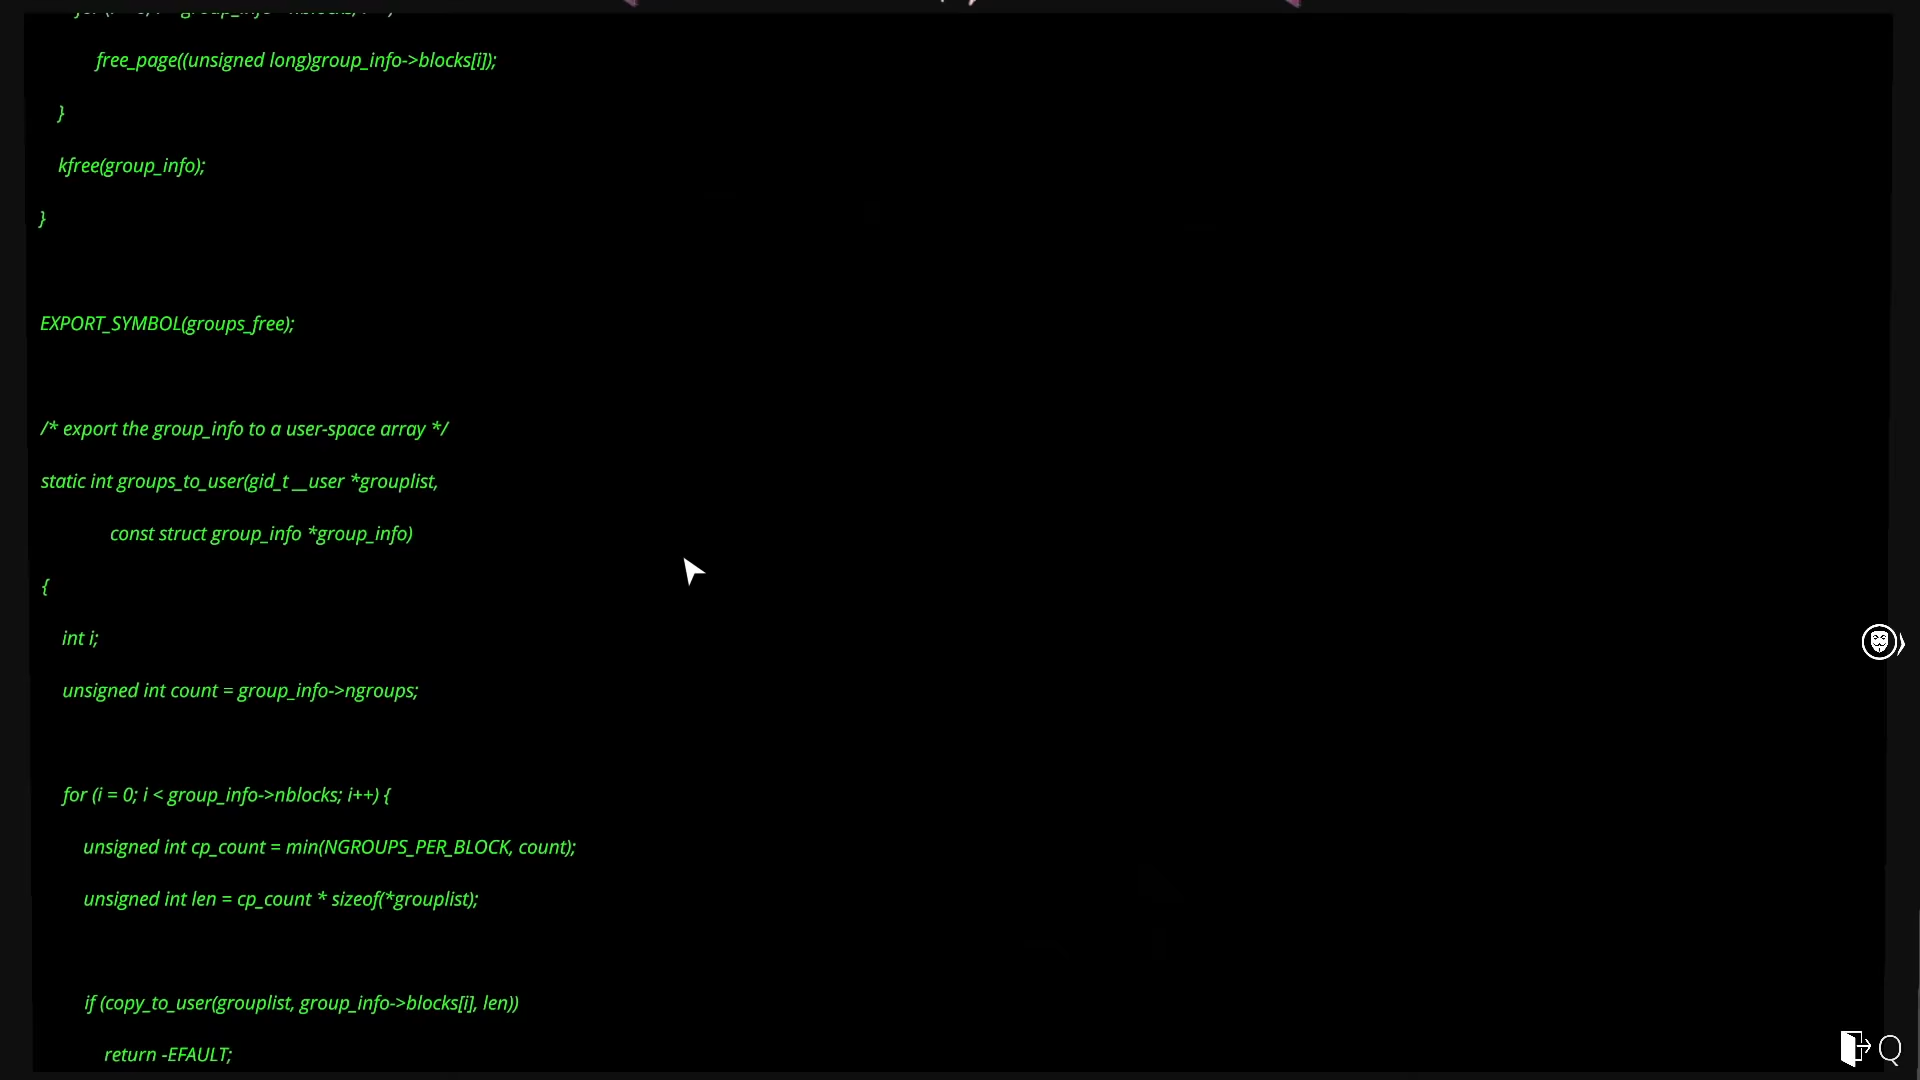 free_page((unsigned long)group_info->blocks[i]);
}
kfree(group_info);
}
EXPORT_SYMBOL(groups_free);
/* export the group_info to a user-space array */
static int groups_to_user(gid_t __user *grouplist,
const struct group_info *group_info)
{
int i;
unsigned int count = group_info->ngroups;
for (i = 0; i < group_info->nblocks; i++) {
unsigned int cp_count = min(NGROUPS_PER_BLOCK, count);
unsigned int len = cp_count * sizeof(*grouplist);
if (copy_to_user(grouplist, group_info->blocks[i], len))
return -EFAULT;
Q